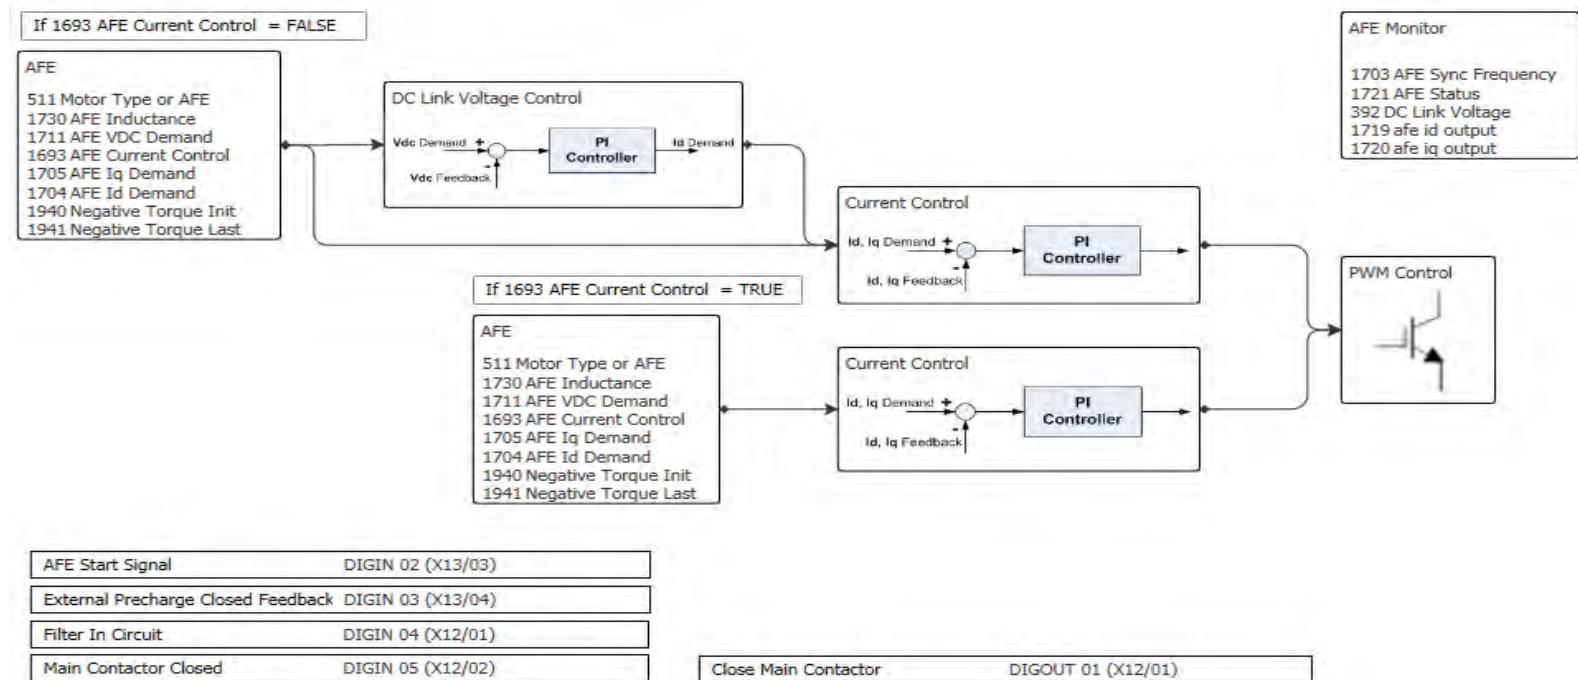 If 1693 AFE Current Control = FALSE
AFE
511 Motor Type or AFE
1730 AFE Inductance
1711 AFE VDC Demand
1693 AFE Current Control
1705 AFE Iq Demand
1704 AFE Id Demand
1940 Negative Torque Init
1941 Negative Torque Last
DC Link Voltage Control
Vdc Demand +
-
Vdc Feedback
PI
Controller
Id Demand
Current Control
Id, Iq Demand +
-
Id, Iq Feedback
PI
Controller
AFE Monitor
1703 AFE Sync Frequency
1721 AFE Status
392 DC Link Voltage
1719 afe id output
1720 afe iq output
PWM Control
If 1693 AFE Current Control = TRUE
AFE
511 Motor Type or AFE
1730 AFE Inductance
1711 AFE VDC Demand
1693 AFE Current Control
1705 AFE Iq Demand
1704 AFE Id Demand
1940 Negative Torque Init
1941 Negative Torque Last
Current Control
Id, Iq Demand +
-
Id, Iq Feedback
PI
Controller
AFE Start Signal DIGIN 02 (X13/03)
External Precharge Closed Feedback DIGIN 03 (X13/04)
Filter In Circuit DIGIN 04 (X12/01)
Main Contactor Closed DIGIN 05 (X12/02)
Close Main Contactor DIGOUT 01 (X12/01)